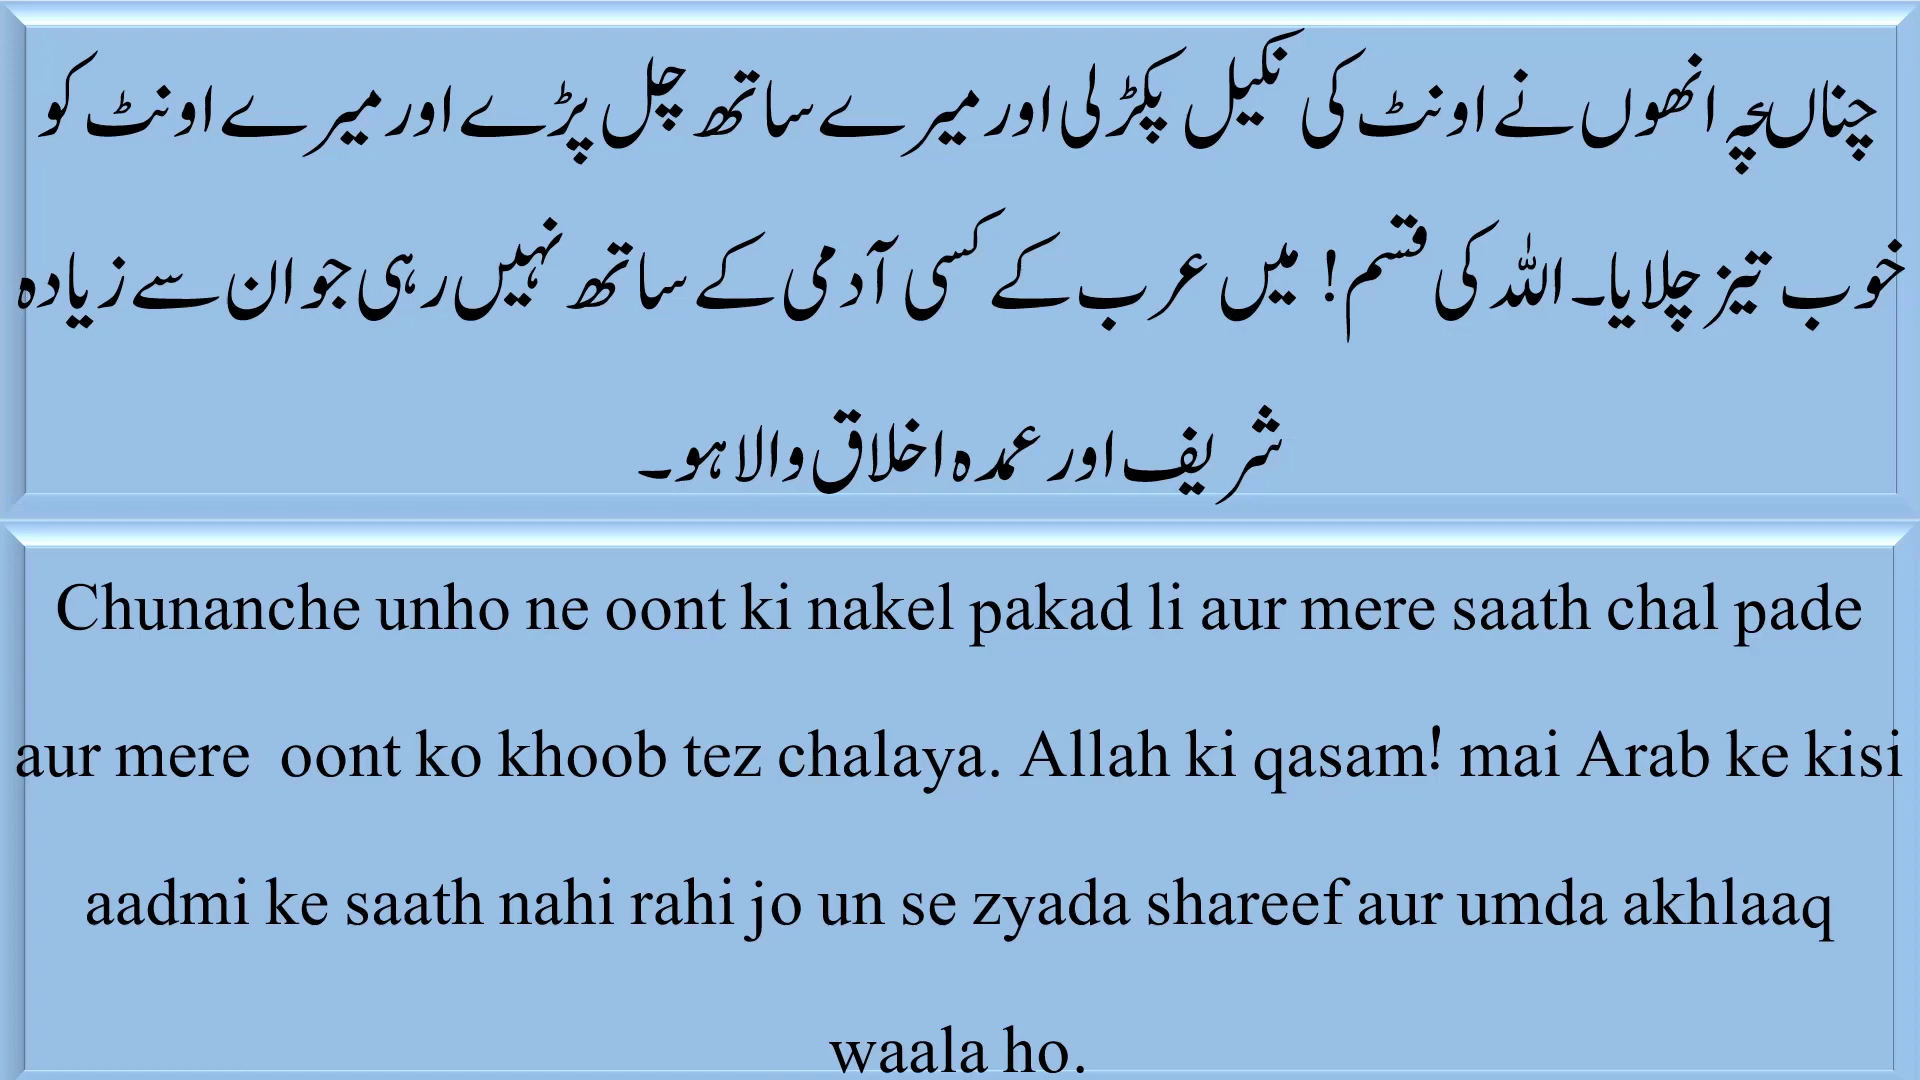 چناں‌چہ انھوں نے اونٹ کی نکیل پکڑ لی اور میرے ساتھ چل پڑے اور میرے اونٹ کو
خوب تیز چلایا۔ اللہ کی قسم! میں عرب کے کسی آدمی کے ساتھ نہیں رہی جو ان سے زیادہ
شریف اور عمدہ اخلاق والا ہو۔
Chunanche unho ne oont ki nakel pakad li aur mere saath chal pade
aur mere oont ko khoob tez chalaya. Allah ki qasam! mai Arab ke kisi
aadmi ke saath nahi rahi jo un se zyada shareef aur umda akhlaaq
waala ho.